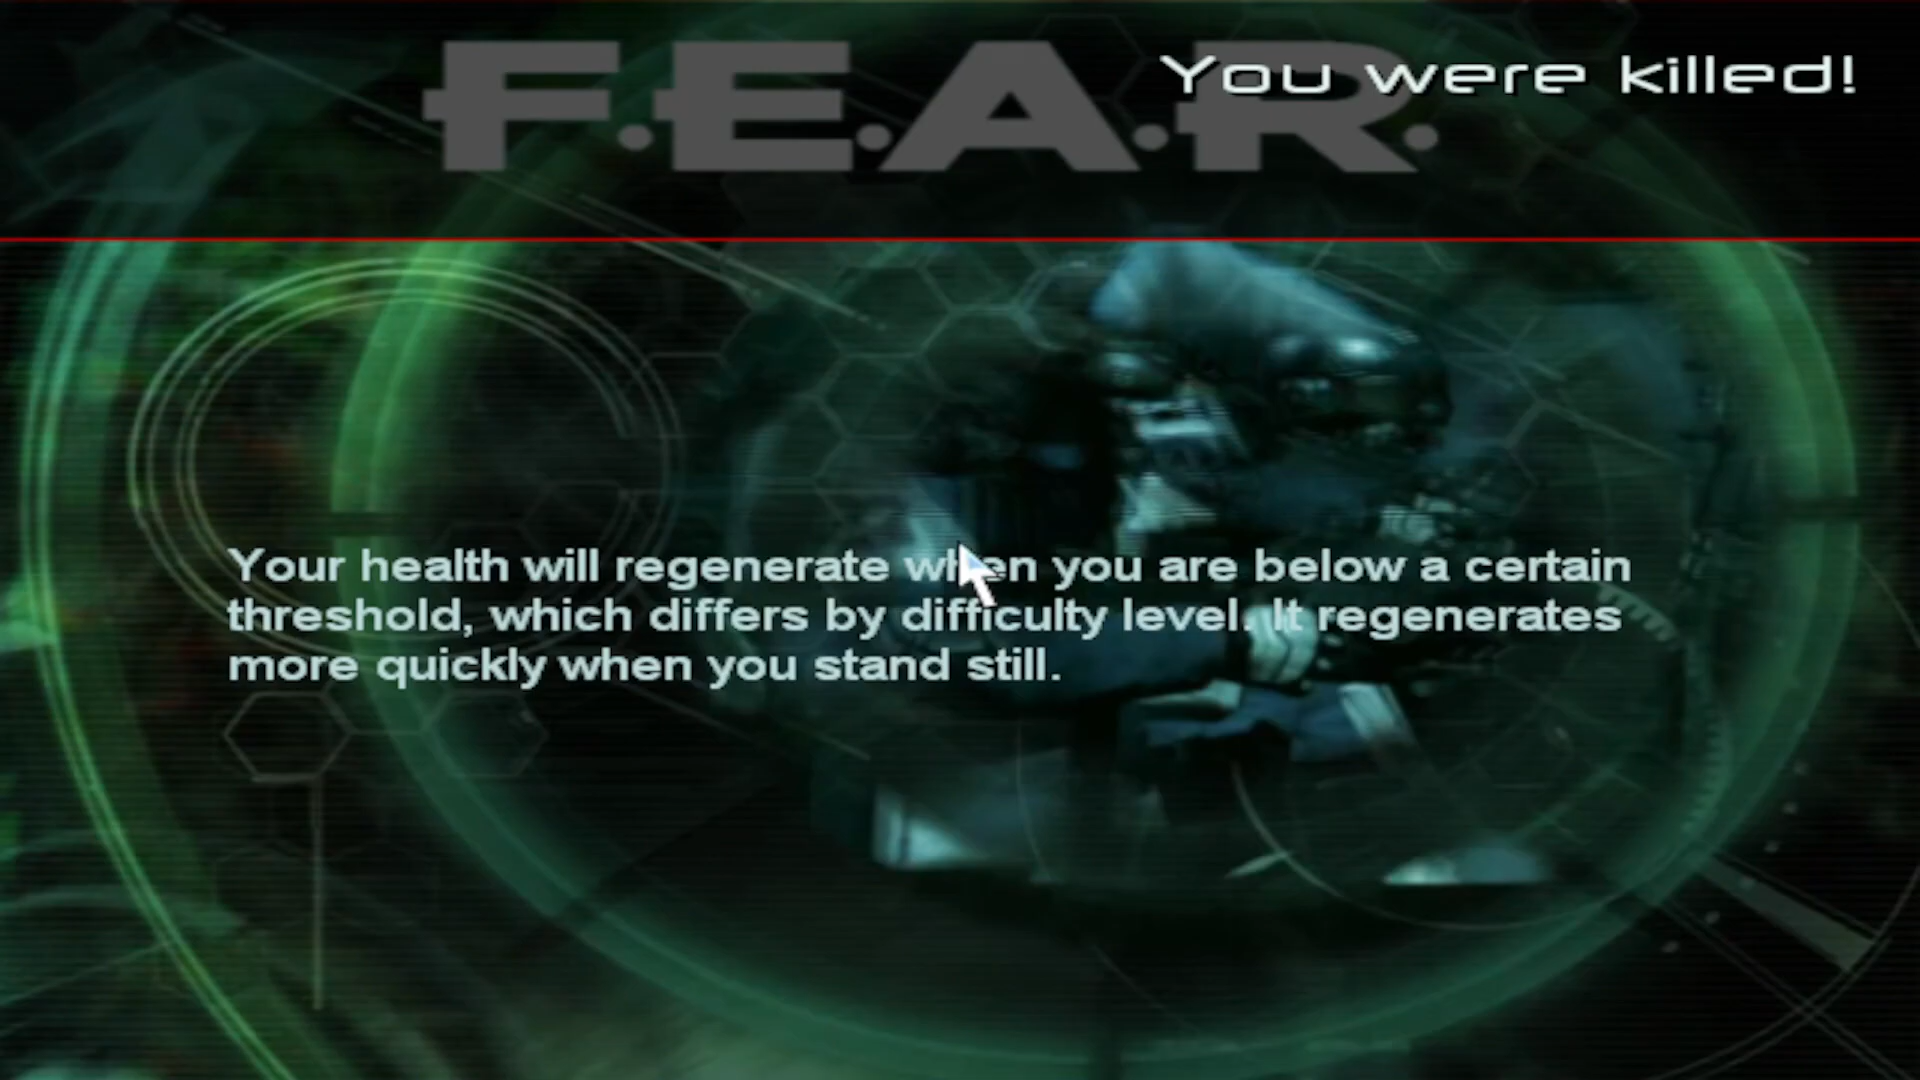 F.E.A.R.
You were killed!
Your health will regenerate when you are below a certain
threshold, which differs by difficulty level. It regenerates
more quickly when you stand still.